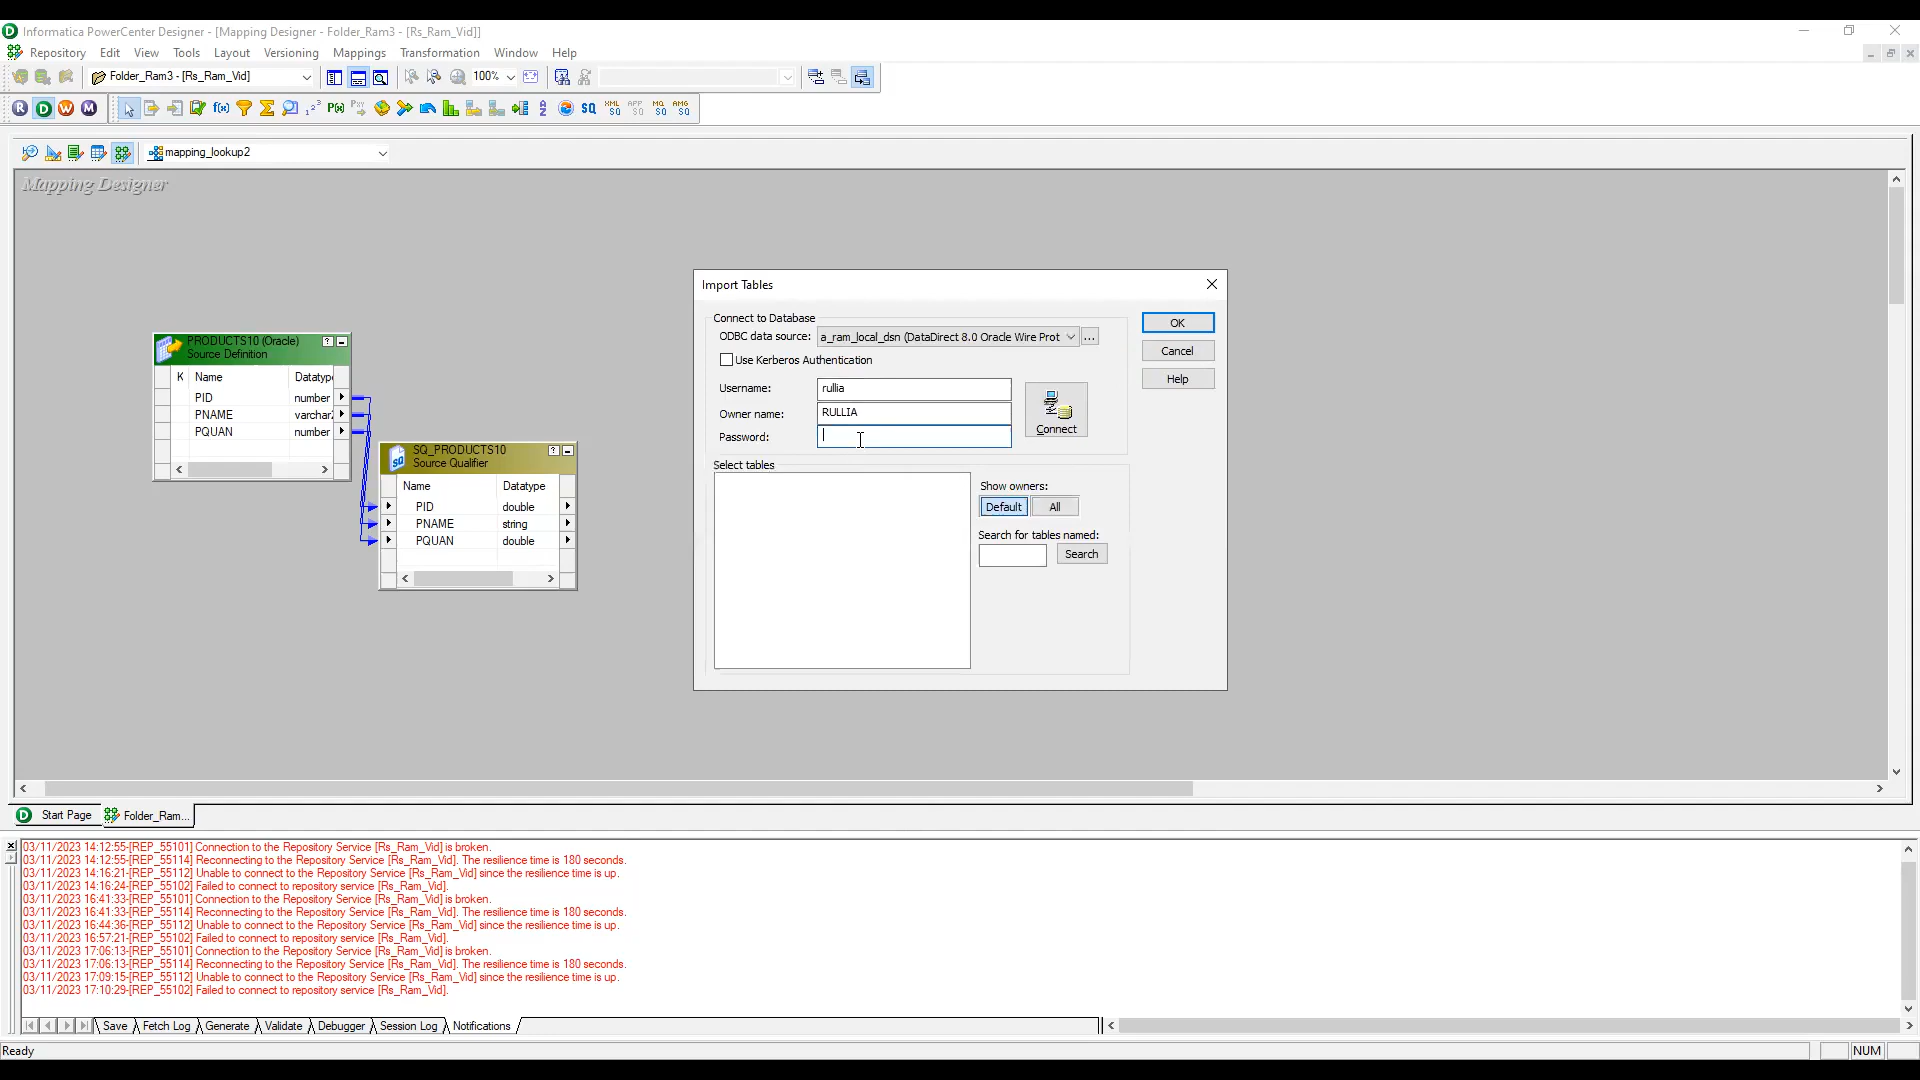 Informatica PowerCenter Designer - [Mapping Designer - Folder_Ram3 - [Rs_Ram_Vid]]
Repository Edit View Tools Layout Versioning Mappings Transformation Window Help
Folder_Ram3 - [Rs_Ram_Vid]
100%
mapping_lookup2
Mapping Designer
Import Tables
Connect to Database
ODBC data source: a_ram_local_dsn (DataDirect 8.0 Oracle Wire Prot
...
Use Kerberos Authentication
Username: rullia
Owner name: RULLIA
Password:
Connect
OK
Cancel
Help
Select tables
Show owners:
Default All
Search for tables named:
Search
PRODUCTS10 (Oracle)
Source Definition
K Name Datatyp
PID number
PNAME varchar2
PQUAN number
SQ_PRODUCTS10
Source Qualifier
Name Datatype
PID double
PNAME string
PQUAN double
Start Page Folder_Ram...
03/11/2023 14:12:55-[REP_55101] Connection to the Repository Service [Rs_Ram_Vid] is broken.
03/11/2023 14:12:55-[REP_55114] Reconnecting to the Repository Service [Rs_Ram_Vid]. The resilience time is 180 seconds.
03/11/2023 14:16:21-[REP_55112] Unable to connect to the Repository Service [Rs_Ram_Vid] since the resilience time is up.
03/11/2023 14:16:24-[REP_55102] Failed to connect to repository service [Rs_Ram_Vid].
03/11/2023 16:41:33-[REP_55101] Connection to the Repository Service [Rs_Ram_Vid] is broken.
03/11/2023 16:41:33-[REP_55114] Reconnecting to the Repository Service [Rs_Ram_Vid]. The resilience time is 180 seconds.
03/11/2023 16:44:36-[REP_55112] Unable to connect to the Repository Service [Rs_Ram_Vid] since the resilience time is up.
03/11/2023 16:57:21-[REP_55102] Failed to connect to repository service [Rs_Ram_Vid].
03/11/2023 17:06:13-[REP_55101] Connection to the Repository Service [Rs_Ram_Vid] is broken.
03/11/2023 17:06:13-[REP_55114] Reconnecting to the Repository Service [Rs_Ram_Vid]. The resilience time is 180 seconds.
03/11/2023 17:09:15-[REP_55112] Unable to connect to the Repository Service [Rs_Ram_Vid] since the resilience time is up.
03/11/2023 17:10:29-[REP_55102] Failed to connect to repository service [Rs_Ram_Vid].
Save Fetch Log Generate Validate Debugger Session Log Notifications
Ready
NUM